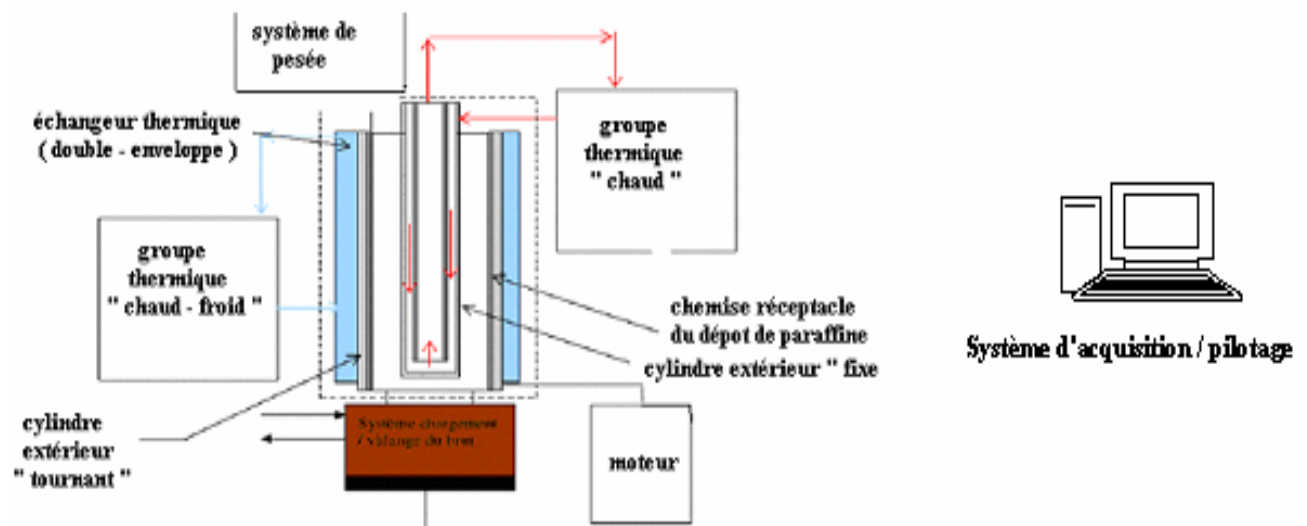 système de
pesée
échangeur thermique
( double - enveloppe )
groupe
thermique
" chaud "
groupe
thermique
" chaud - froid "
chemise réceptacle
du dépot de paraffine
cylindre extérieur " fixe
Système d'acquisition / pilotage
cylindre
extérieur
" tournant "
Système chargement
/ vidange du brut
moteur